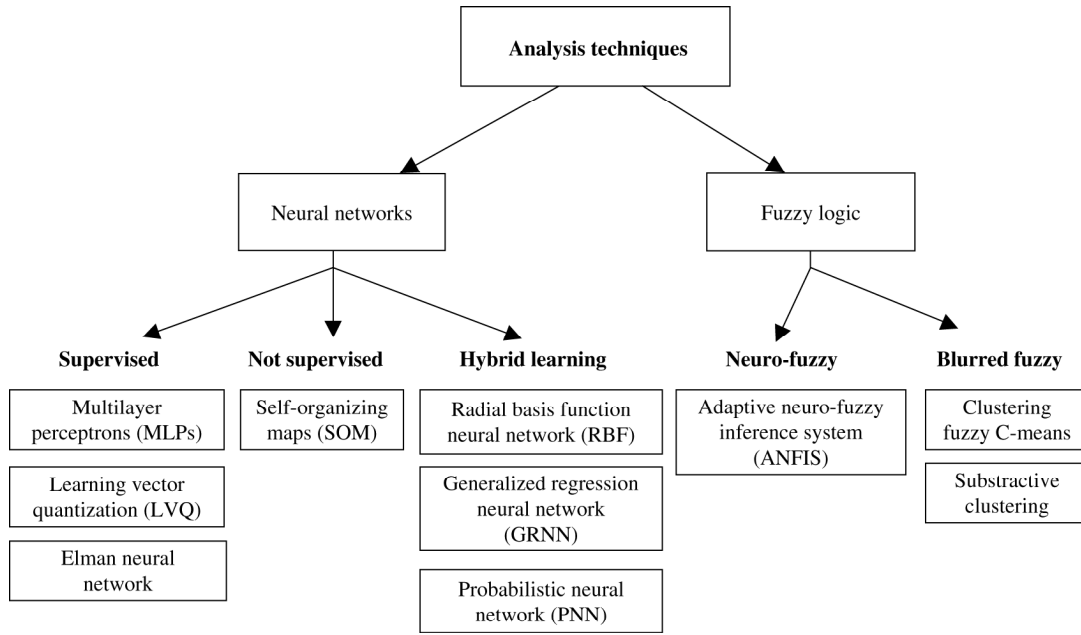 Analysis techniques
Neural networks
Fuzzy logic
Supervised
Not supervised
Hybrid learning
Neuro-fuzzy
Blurred fuzzy
Multilayer
perceptrons (MLPs)
Learning vector
quantization (LVQ)
Elman neural
network
Self-organizing
maps (SOM)
Radial basis function
neural network (RBF)
Generalized regression
neural network
(GRNN)
Probabilistic neural
network (PNN)
Adaptive neuro-fuzzy
inference system
(ANFIS)
Clustering
fuzzy C-means
Substractive
clustering